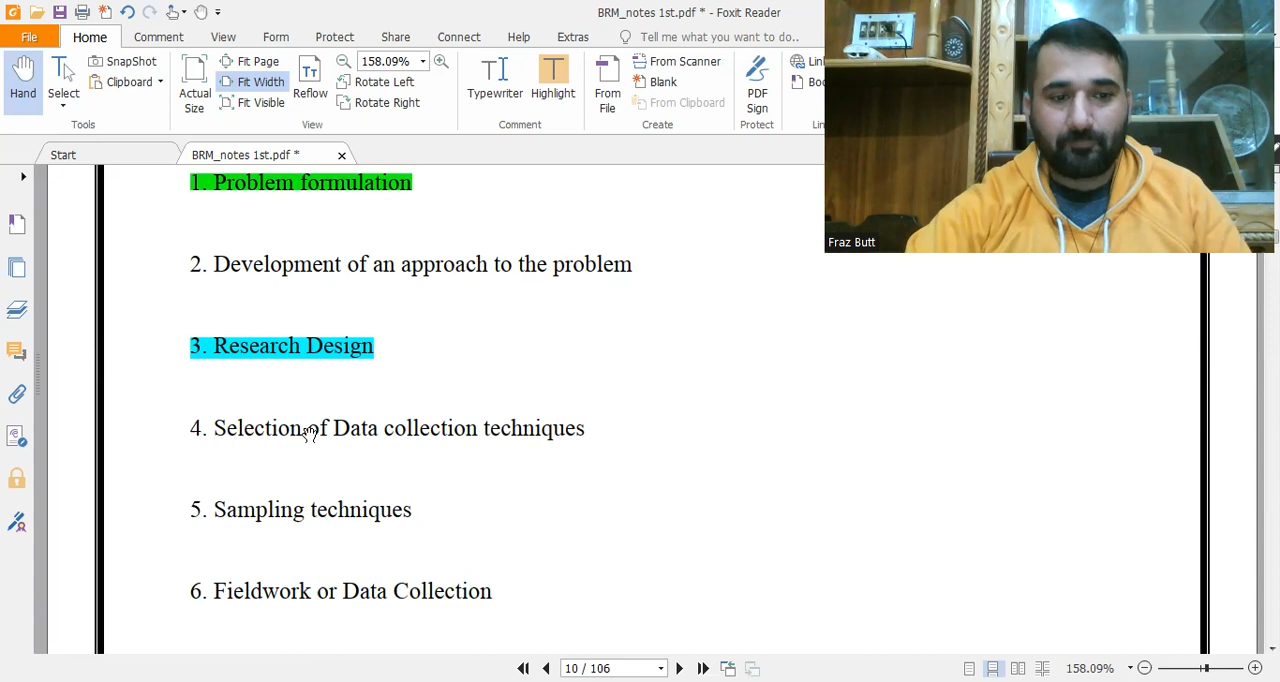 BRM_notes 1st.pdf * - Foxit Reader
File Home Comment View Form Protect Share Connect Help Extras Tell me what you want to do..
Hand
Select
SnapShot
Clipboard
Tools
Actual Size
Fit Page
Fit Width
Fit Visible
Reflow
158.09%
Rotate Left
Rotate Right
View
Typewriter
Highlight
Comment
From File
From Scanner
Blank
From Clipboard
Create
PDF Sign
Protect
Start
BRM_notes 1st.pdf *
Fraz Butt
1. Problem formulation
2. Development of an approach to the problem
3. Research Design
4. Selection of Data collection techniques
5. Sampling techniques
6. Fieldwork or Data Collection
10 / 106
158.09%